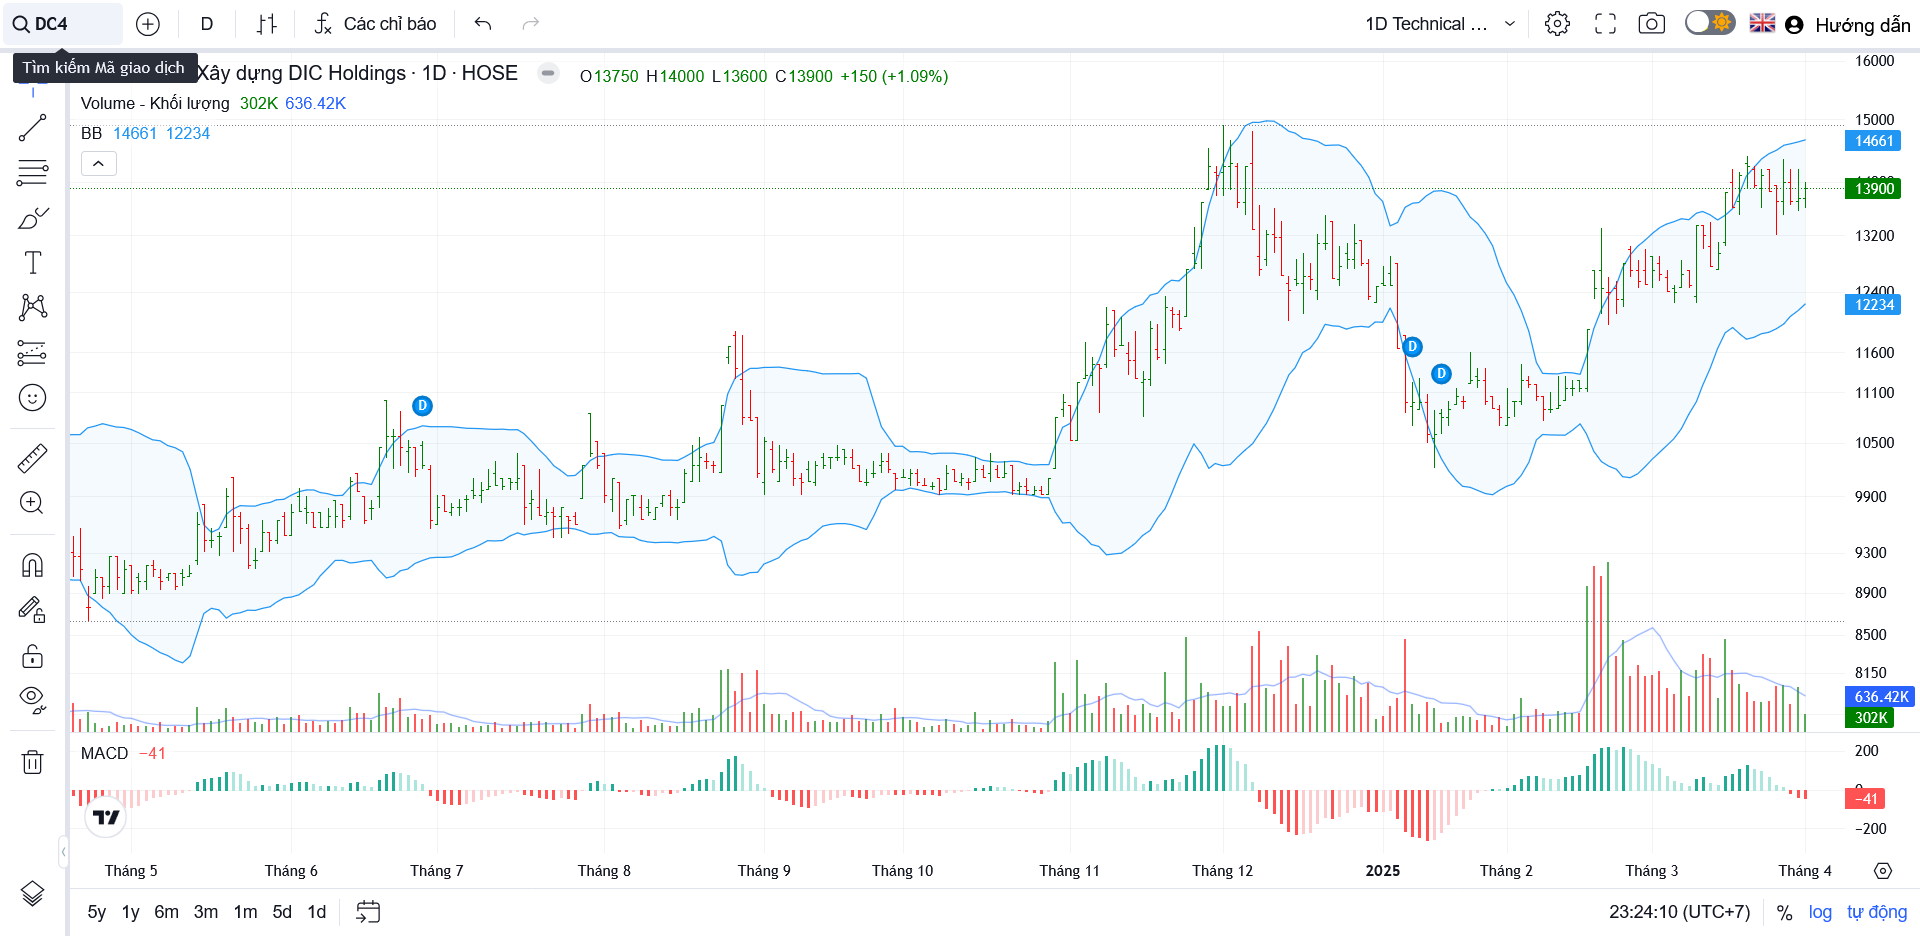 DC4
D
Các chỉ báo
1D Technical ...
Hướng dẫn
Tìm kiếm Mã giao dịch
Xây dựng DIC Holdings · 1D · HOSE
O13750 H14000 L13600 C13900 +150 (+1.09%)
Volume - Khối lượng 302K 636.42K
BB 14661 12234
16000
15000
14661
13900
13200
12400
12234
11600
11100
10500
9900
9300
8900
8500
8150
636.42K
302K
D
D
D
MACD −41
200
0
−41
−200
Tháng 5
Tháng 6
Tháng 7
Tháng 8
Tháng 9
Tháng 10
Tháng 11
Tháng 12
2025
Tháng 2
Tháng 3
Tháng 4
5y 1y 6m 3m 1m 5d 1d
23:24:10 (UTC+7)
%
log
tự động